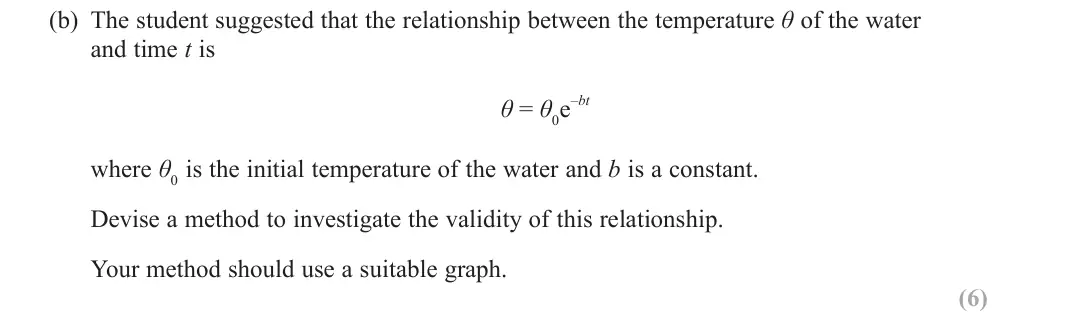 (b) The student suggested that the relationship between the temperature θ of the water
and time t is
θ = θ₀e⁻ᵇᵗ
where θ₀ is the initial temperature of the water and b is a constant.
Devise a method to investigate the validity of this relationship.
Your method should use a suitable graph.
(6)